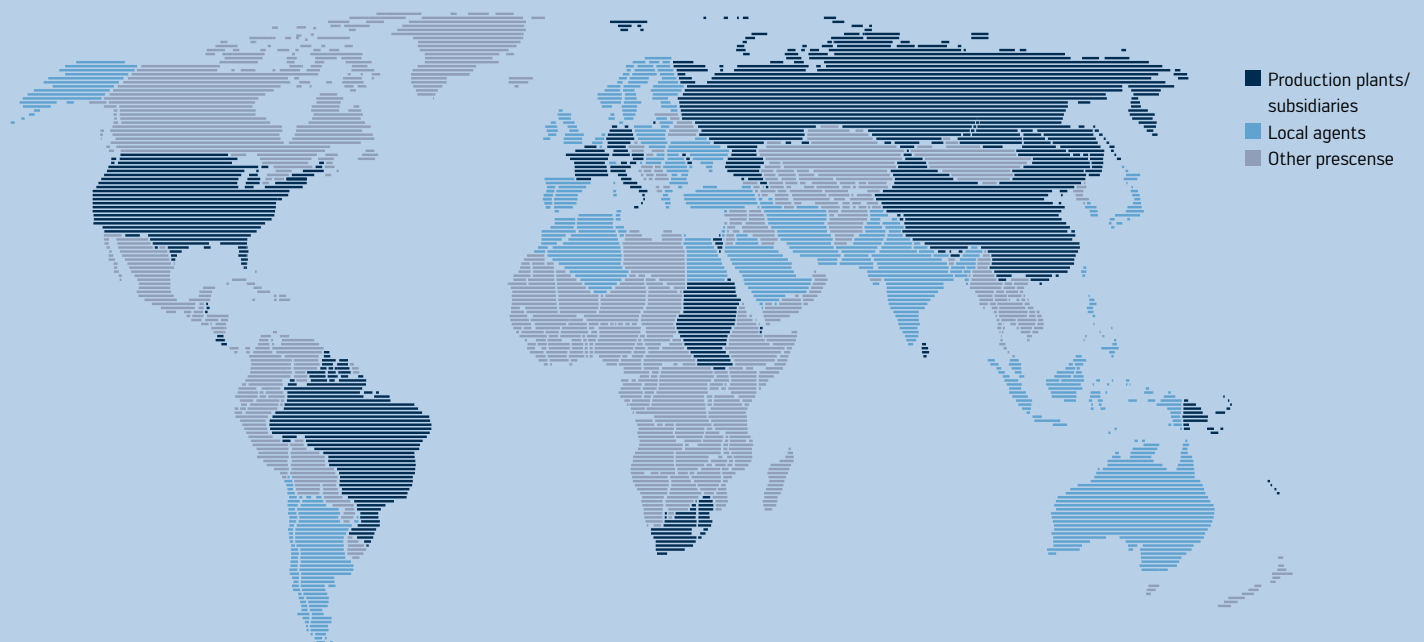 Production plants/
subsidiaries
Local agents
Other prescense